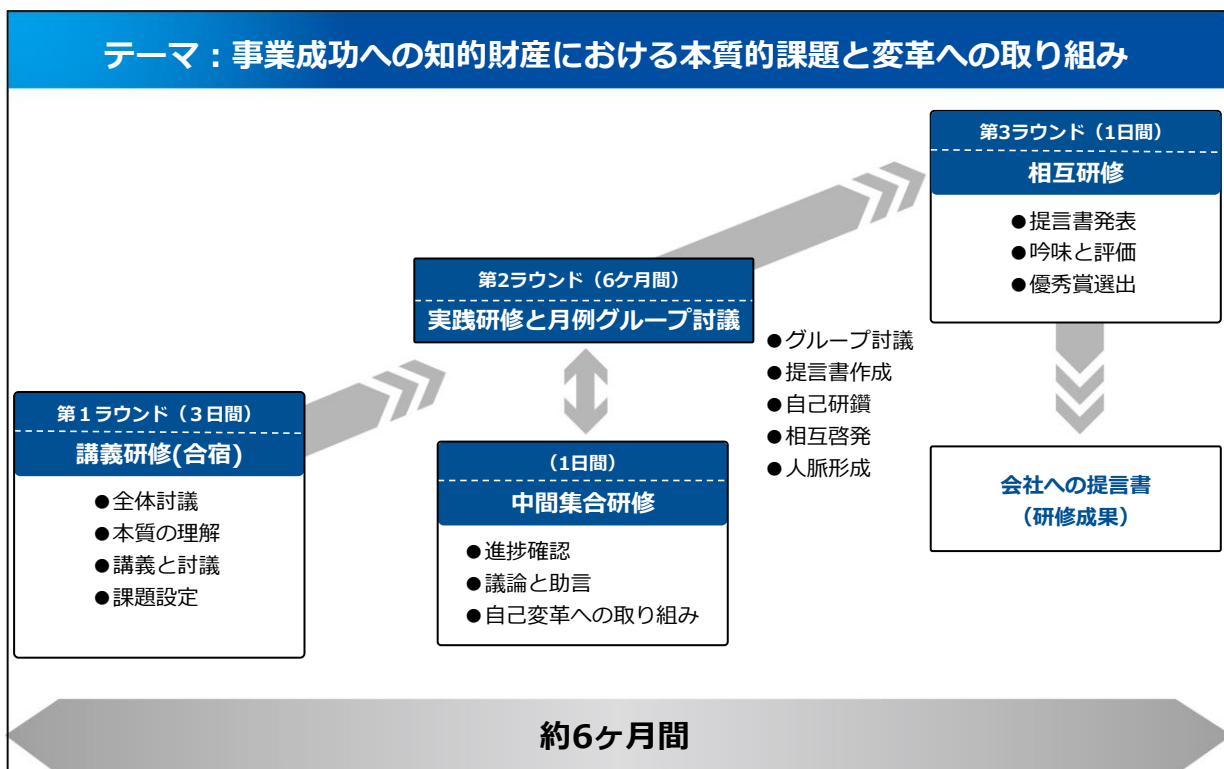 テーマ：事業成功への知的財産における本質的課題と変革への取り組み
第１ラウンド（３日間）
講義研修(合宿)
●全体討議
●本質の理解
●講義と討議
●課題設定
第2ラウンド（6ケ月間）
実践研修と月例グループ討議
●グループ討議
●提言書作成
●自己研鑽
●相互啓発
●人脈形成
（1日間）
中間集合研修
●進捗確認
●議論と助言
●自己変革への取り組み
第3ラウンド（1日間）
相互研修
●提言書発表
●吟味と評価
●優秀賞選出
会社への提言書
（研修成果）
約6ヶ月間